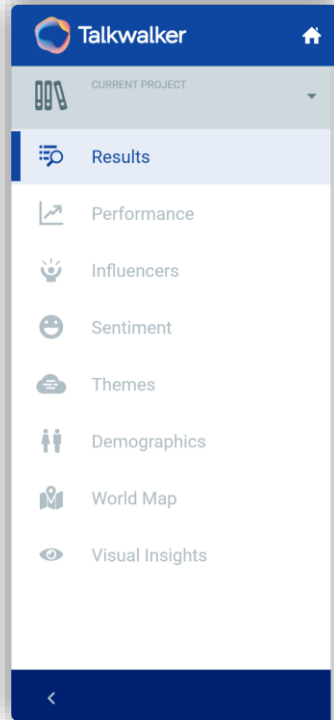 Talkwalker
CURRENT PROJECT
Results
Performance
Influencers
Sentiment
Themes
Demographics
World Map
Visual Insights